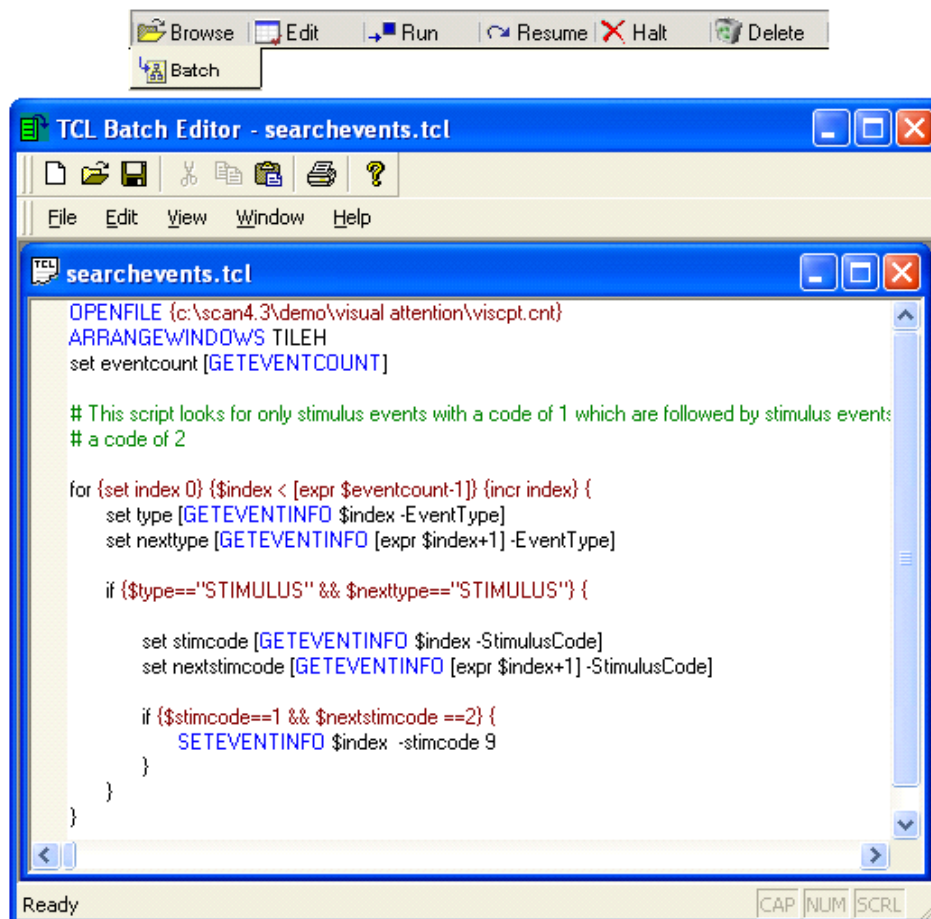 Browse Edit Run Resume Halt Delete
Batch
TCL Batch Editor - searchevents.tcl
File Edit View Window Help
TCL searchevents.tcl
OPENFILE {c:\scan4.3\demo\visual attention\viscpt.cnt}
ARRANGEWINDOWS TILEH
set eventcount [GETEVENTCOUNT]
# This script looks for only stimulus events with a code of 1 which are followed by stimulus events
# a code of 2
for {set index 0} {$index < [expr $eventcount-1]} {incr index} {
set type [GETEVENTINFO $index -EventType]
set nexttype [GETEVENTINFO [expr $index+1] -EventType]
if {$type=="STIMULUS" && $nexttype=="STIMULUS"} {
set stimcode [GETEVENTINFO $index -StimulusCode]
set nextstimcode [GETEVENTINFO [expr $index+1] -StimulusCode]
if {$stimcode==1 && $nextstimcode ==2} {
SETEVENTINFO $index -stimcode 9
}
}
}
Ready CAP NUM SCRL